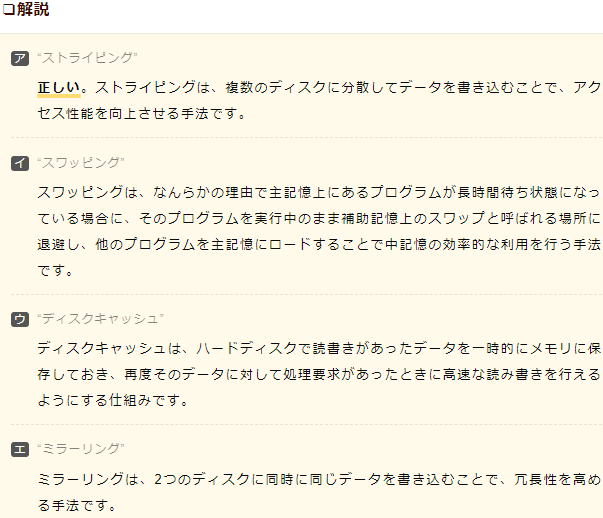 ❏解説
ア “ストライピング”
正しい。ストライピングは、複数のディスクに分散してデータを書き込むことで、アク
セス性能を向上させる手法です。
イ “スワッピング”
スワッピングは、なんらかの理由で主記憶上にあるプログラムが長時間待ち状態になっ
ている場合に、そのプログラムを実行中のまま補助記憶上のスワップと呼ばれる場所に
退避し、他のプログラムを主記憶にロードすることで中記憶の効率的な利用を行う手法
です。
ウ “ディスクキャッシュ”
ディスクキャッシュは、ハードディスクで読書きがあったデータを一時的にメモリに保
存しておき、再度そのデータに対して処理要求があったときに高速な読み書きを行える
ようにする仕組みです。
エ “ミラーリング”
ミラーリングは、2つのディスクに同時に同じデータを書き込むことで、冗長性を高め
る手法です。